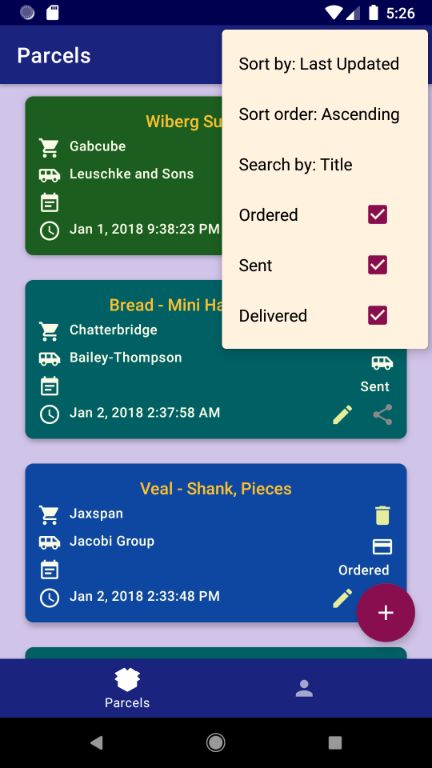 5:26
Parcels
Sort by: Last Updated
Sort order: Ascending
Search by: Title
Ordered
Sent
Delivered
Wiberg Su
Gabcube
Leuschke and Sons
Jan 1, 2018 9:38:23 PM
Bread - Mini Ha
Chatterbridge
Bailey-Thompson
Sent
Jan 2, 2018 2:37:58 AM
Veal - Shank, Pieces
Jaxspan
Jacobi Group
Ordered
Jan 2, 2018 2:33:48 PM
Parcels